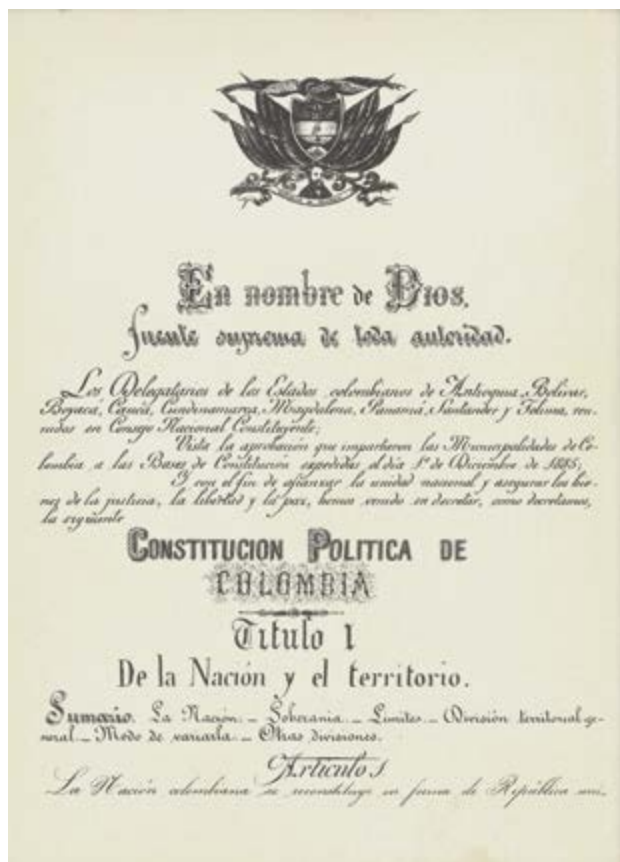 En nombre de Dios,
fuente suprema de toda autoridad.
Los Delegatarios de los Estados colombianos de Antioquia, Bolívar,
Boyacá, Cauca, Cundinamarca, Magdalena, Panamá, Santander y Tolima, reu-
nidos en Consejo Nacional Constituyente;
Vista la aprobación que impartieron las Municipalidades de Co-
lombia a las Bases de Constitución expedidas el día 1º de Diciembre de 1885;
Y con el fin de afianzar la unidad nacional y asegurar los bie-
nes de la justicia, la libertad y la paz, hemos venido en decretar, como decretamos,
la siguiente
CONSTITUCION POLITICA DE
COLOMBIA
Título I
De la Nación y el territorio.
Sumario. La Nación. – Soberanía. – Límites. – División territorial ge-
neral. – Modo de variarla. – Otras divisiones.
Artículo 1
La Nación colombiana se reconstituye en forma de República uni-